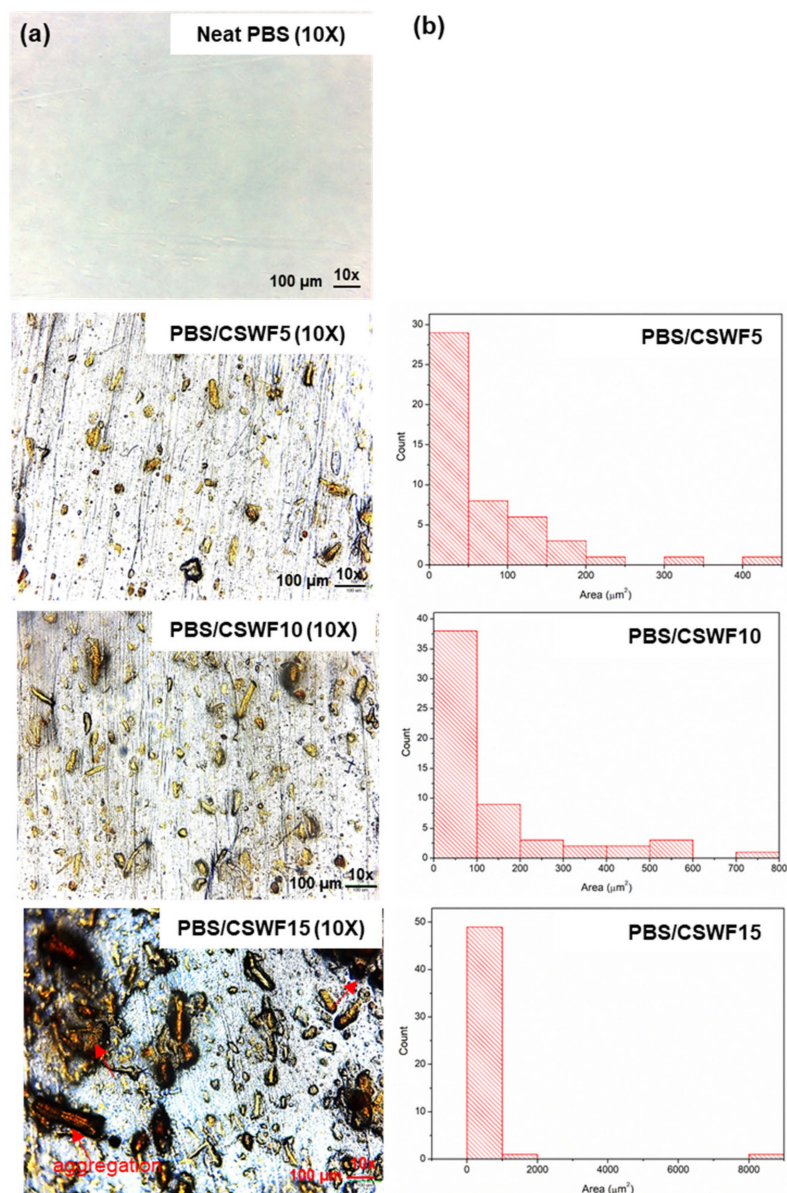 (a)
Neat PBS (10X)
100 µm 10x
(b)
PBS/CSWF5 (10X)
100 µm 10x
PBS/CSWF5
30
25
20
15
10
5
0
Count
0 100 200 300 400
Area (µm²)
PBS/CSWF10 (10X)
100 µm 10x
PBS/CSWF10
40
35
30
25
20
15
10
5
0
Count
0 100 200 300 400 500 600 700 800
Area (µm²)
PBS/CSWF15 (10X)
aggregation
100 µm 10x
PBS/CSWF15
50
40
30
20
10
0
Count
0 2000 4000 6000 8000
Area (µm²)